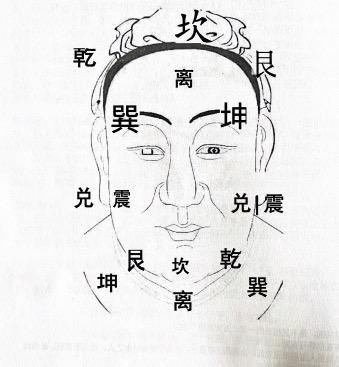 坎
乾 艮
离
巽 坤
兑 震 兑 震
艮 坎 乾
坤 离 巽